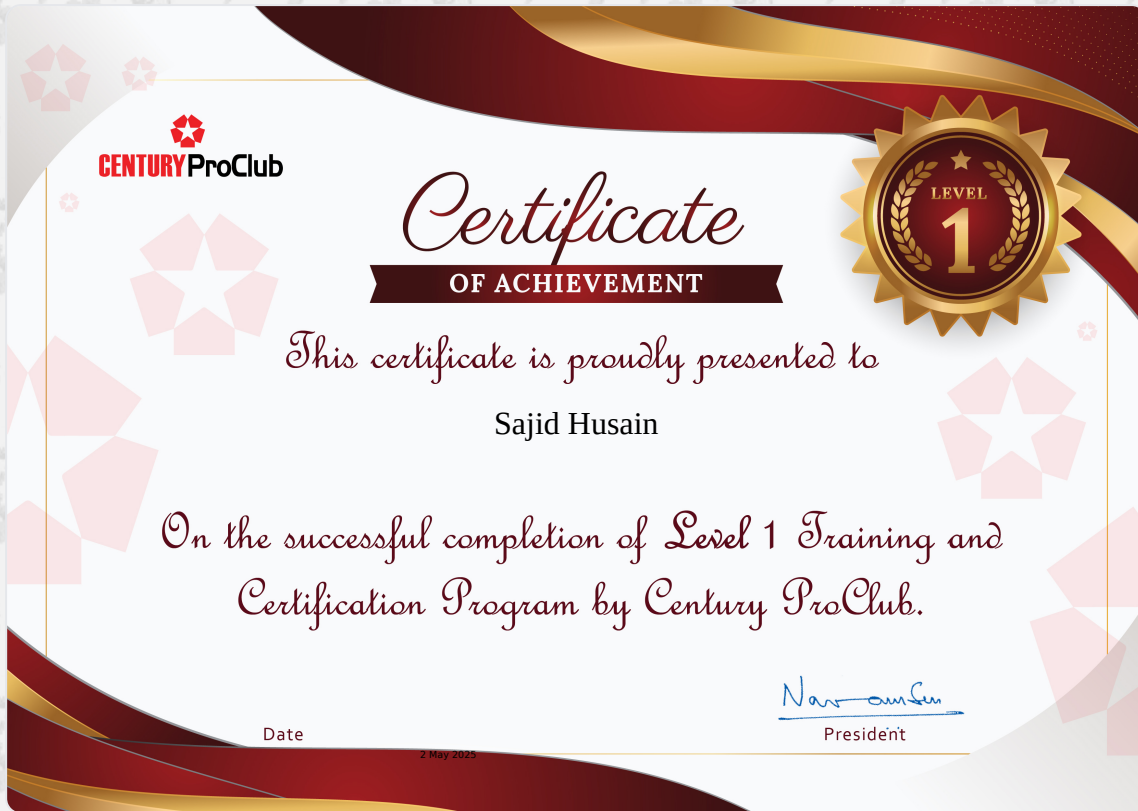 CENTURY ProClub
LEVEL
1
Certificate
OF ACHIEVEMENT
This certificate is proudly presented to
Sajid Husain
On the successful completion of Level 1 Training and
Certification Program by Century ProClub.
Date
2 May 2025
President